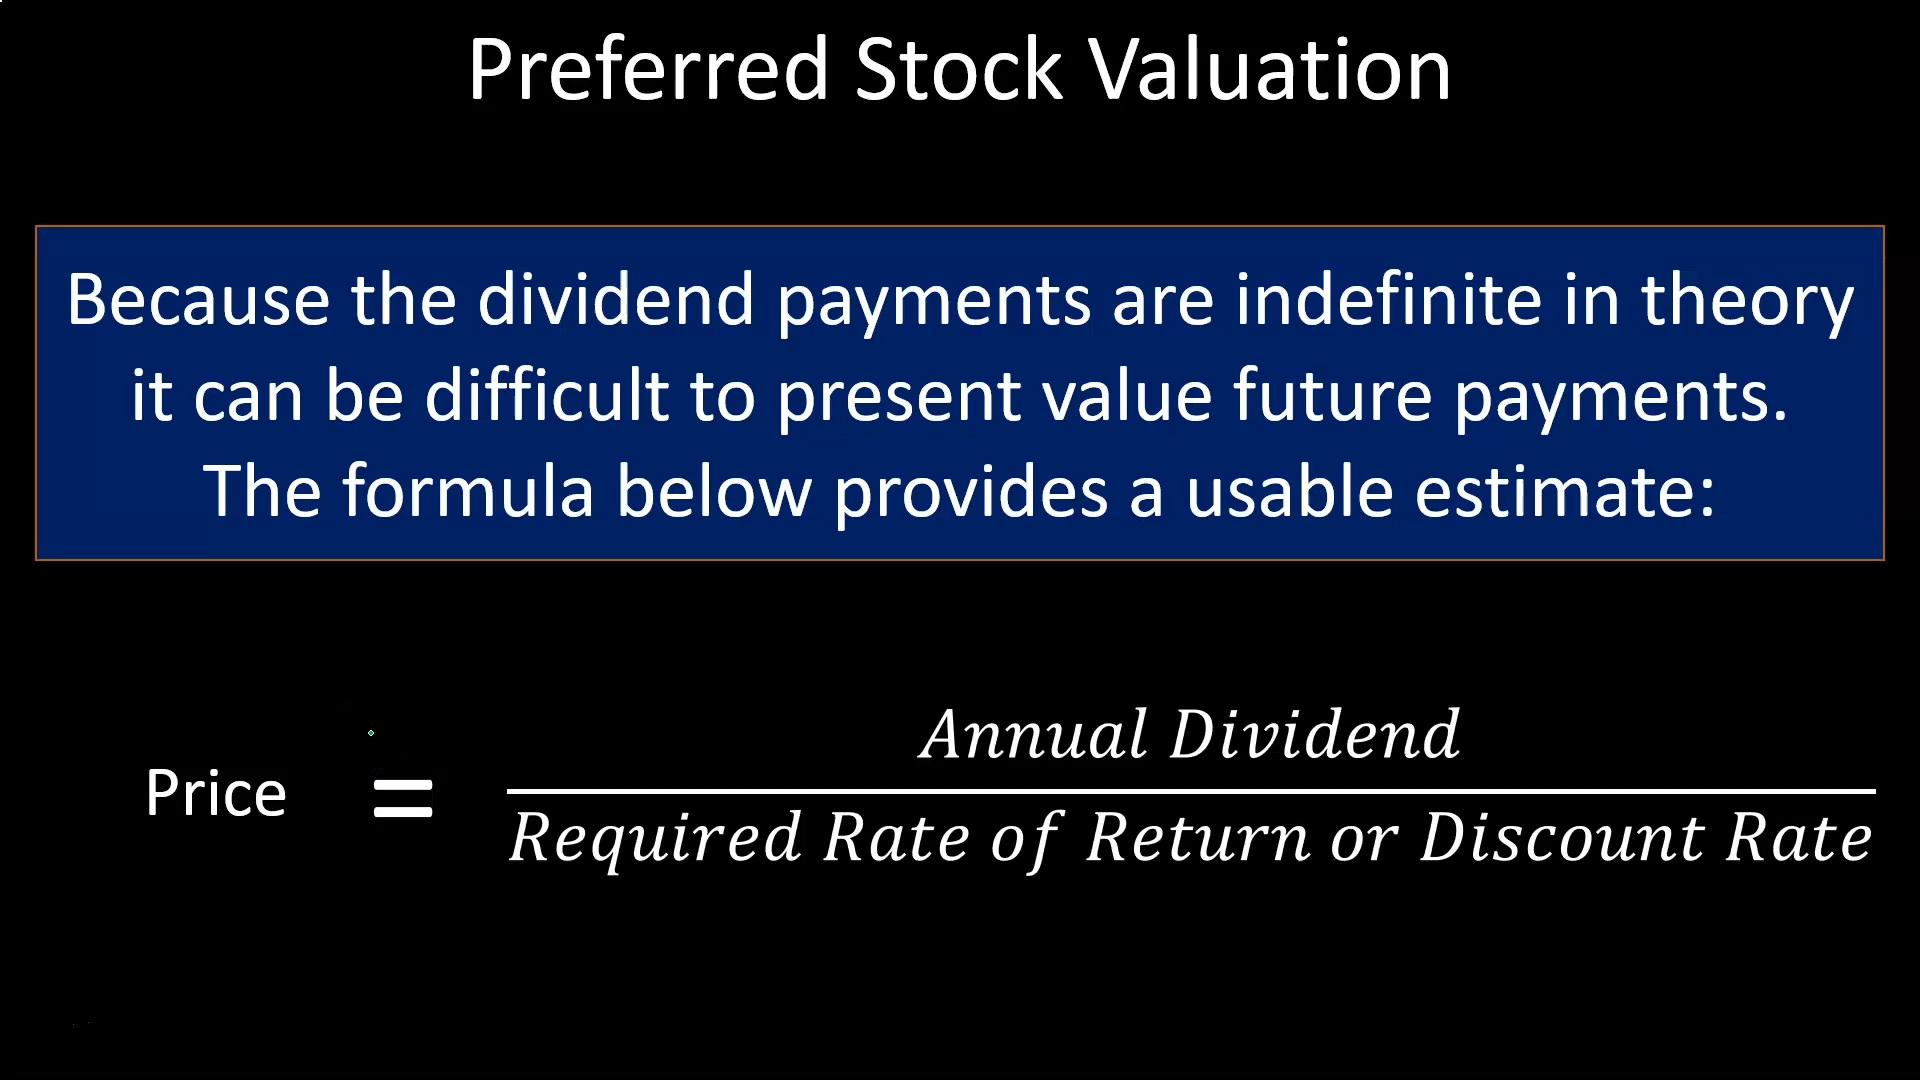 Preferred Stock Valuation
Because the dividend payments are indefinite in theory
it can be difficult to present value future payments.
The formula below provides a usable estimate:
Annual Dividend
Price =
Required Rate of Return or Discount Rate